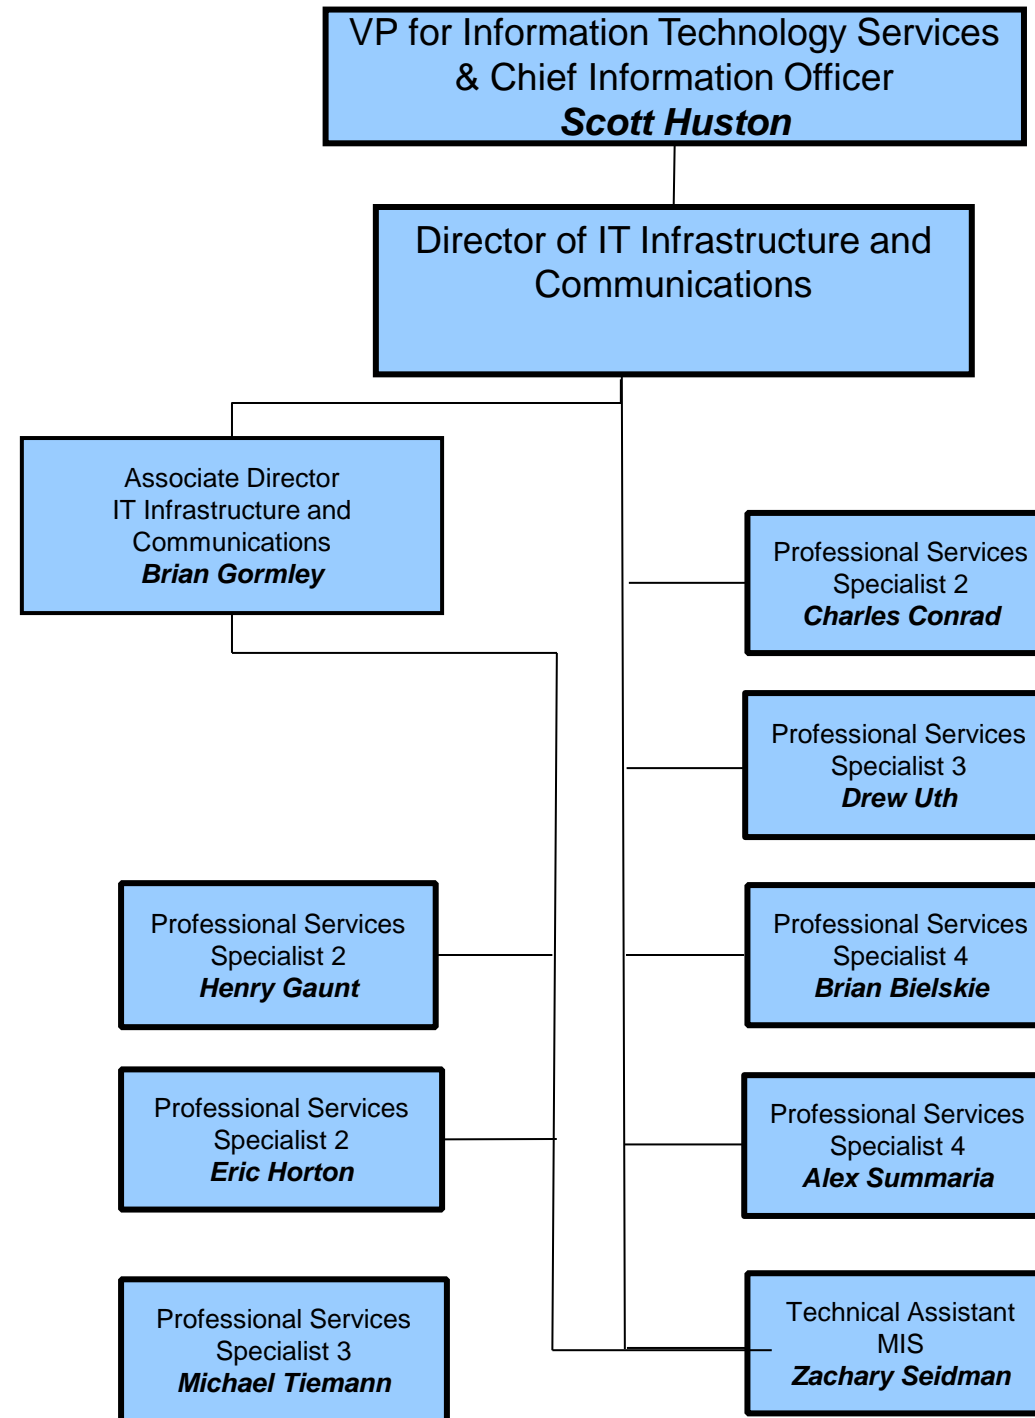 VP for Information Technology Services
& Chief Information Officer
Scott Huston
Director of IT Infrastructure and
Communications
Associate Director
IT Infrastructure and
Communications
Brian Gormley
Professional Services
Specialist 2
Charles Conrad
Professional Services
Specialist 3
Drew Uth
Professional Services
Specialist 2
Henry Gaunt
Professional Services
Specialist 4
Brian Bielskie
Professional Services
Specialist 2
Eric Horton
Professional Services
Specialist 4
Alex Summaria
Professional Services
Specialist 3
Michael Tiemann
Technical Assistant
MIS
Zachary Seidman